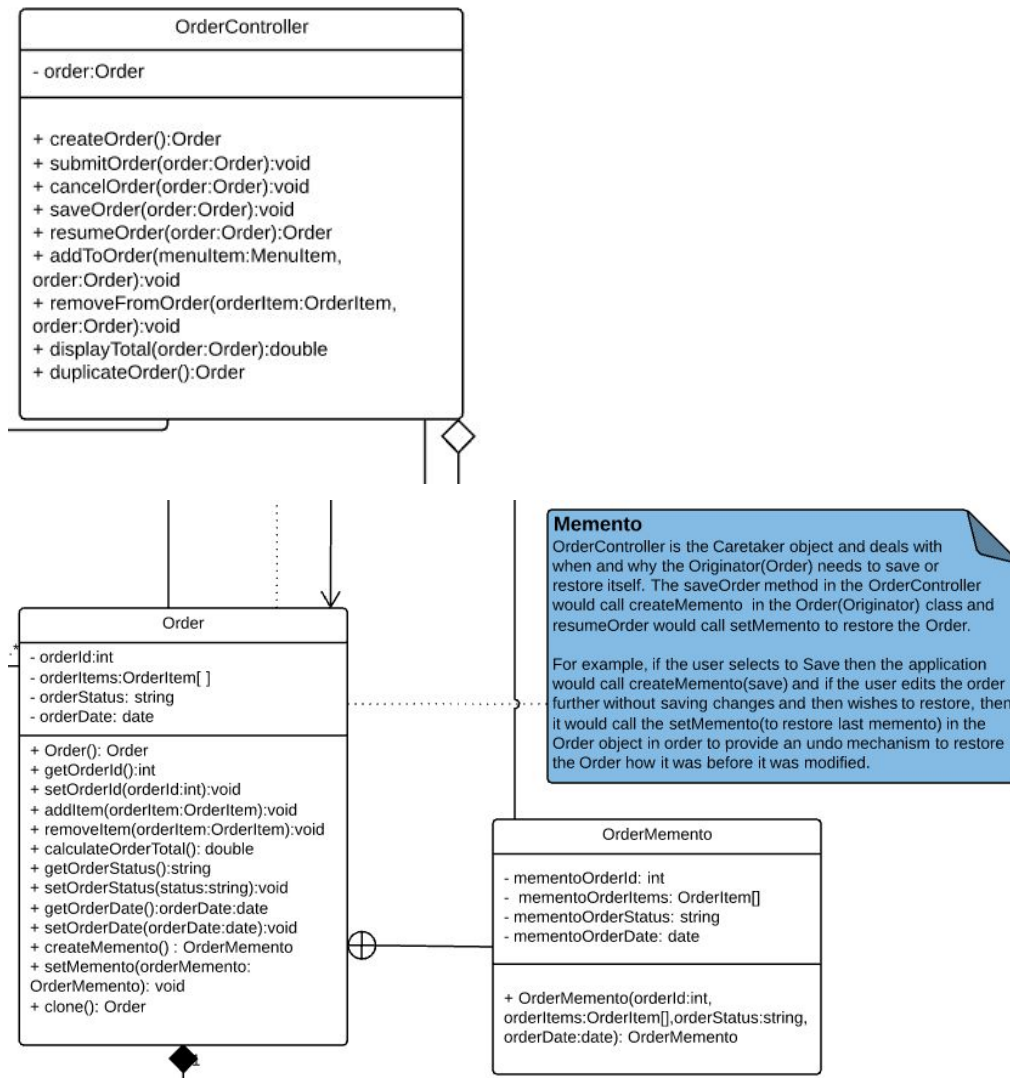 OrderController
- order:Order
+ createOrder():Order
+ submitOrder(order:Order):void
+ cancelOrder(order:Order):void
+ saveOrder(order:Order):void
+ resumeOrder(order:Order):Order
+ addToOrder(menuItem:MenuItem,
order:Order):void
+ removeFromOrder(orderItem:OrderItem,
order:Order):void
+ displayTotal(order:Order):double
+ duplicateOrder():Order
Memento
OrderController is the Caretaker object and deals with
when and why the Originator(Order) needs to save or
restore itself. The saveOrder method in the OrderController
would call createMemento in the Order(Originator) class and
resumeOrder would call setMemento to restore the Order.
For example, if the user selects to Save then the application
would call createMemento(save) and if the user edits the order
further without saving changes and then wishes to restore, then
it would call the setMemento(to restore last memento) in the
Order object in order to provide an undo mechanism to restore
the Order how it was before it was modified.
Order
- orderId:int
- orderItems:OrderItem[ ]
- orderStatus: string
- orderDate: date
+ Order(): Order
+ getOrderId():int
+ setOrderId(orderId:int):void
+ addItem(orderItem:OrderItem):void
+ removeItem(orderItem:OrderItem):void
+ calculateOrderTotal(): double
+ getOrderStatus():string
+ setOrderStatus(status:string):void
+ getOrderDate():orderDate:date
+ setOrderDate(orderDate:date):void
+ createMemento() : OrderMemento
+ setMemento(orderMemento:
OrderMemento): void
+ clone(): Order
OrderMemento
- mementoOrderId: int
- mementoOrderItems: OrderItem[]
- mementoOrderStatus: string
- mementoOrderDate: date
+ OrderMemento(orderId:int,
orderItems:OrderItem[],orderStatus:string,
orderDate:date): OrderMemento